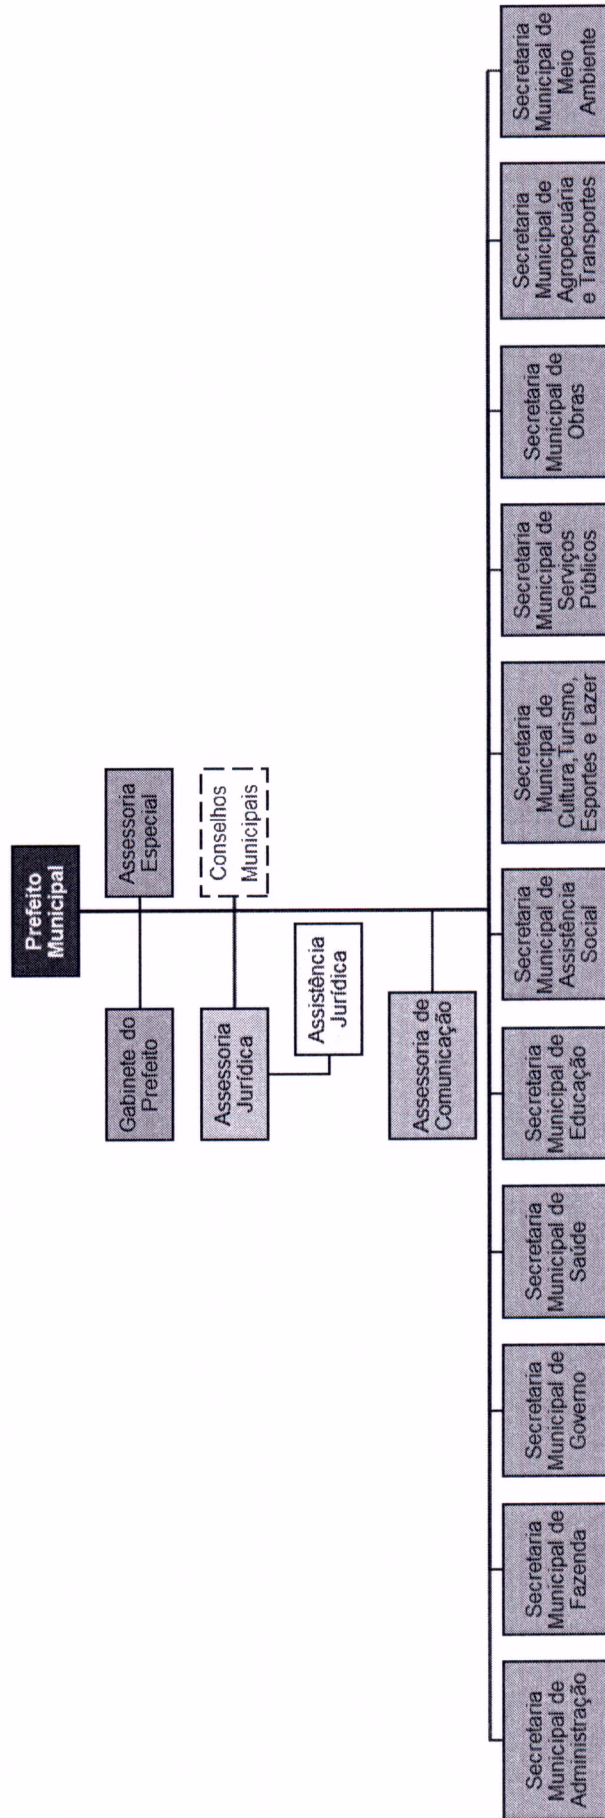 Prefeito
Municipal
Gabinete do
Prefeito
Assessoria
Especial
Assessoria
Jurídica
Conselhos
Municipais
Assistência
Jurídica
Assessoria de
Comunicação
Secretaria
Municipal de
Administração
Secretaria
Municipal de
Fazenda
Secretaria
Municipal de
Governo
Secretaria
Municipal de
Saúde
Secretaria
Municipal de
Educação
Secretaria
Municipal de
Assistência
Social
Secretaria
Municipal de
Cultura,Turismo,
Esportes e Lazer
Secretaria
Municipal de
Serviços
Públicos
Secretaria
Municipal de
Obras
Secretaria
Municipal de
Agropecuária
e Transportes
Secretaria
Municipal de
Meio
Ambiente